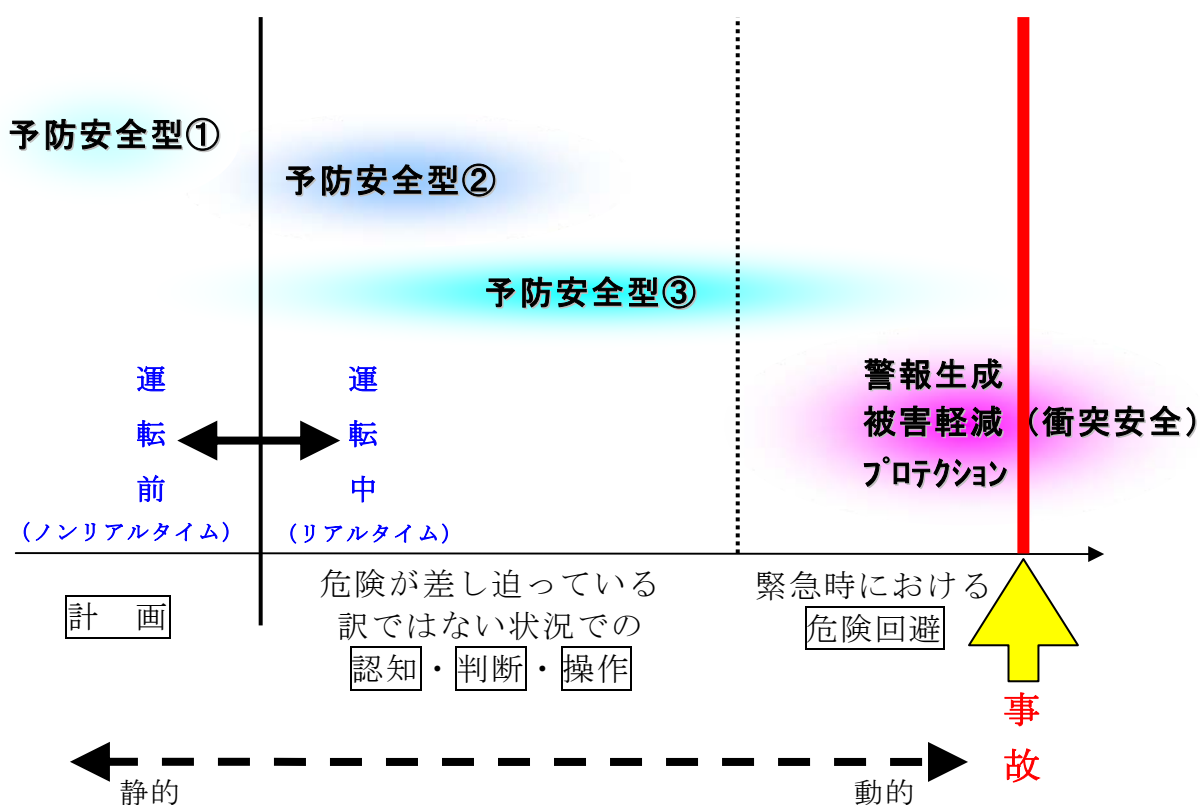 予防安全型①
予防安全型②
予防安全型③
警報生成
被害軽減（衝突安全）
ﾌﾟﾛﾃｸｼｮﾝ
運転前
（ノンリアルタイム）
運転中
（リアルタイム）
計　画
危険が差し迫っている
訳ではない状況での
認知・判断・操作
緊急時における
危険回避
事故
静的
動的